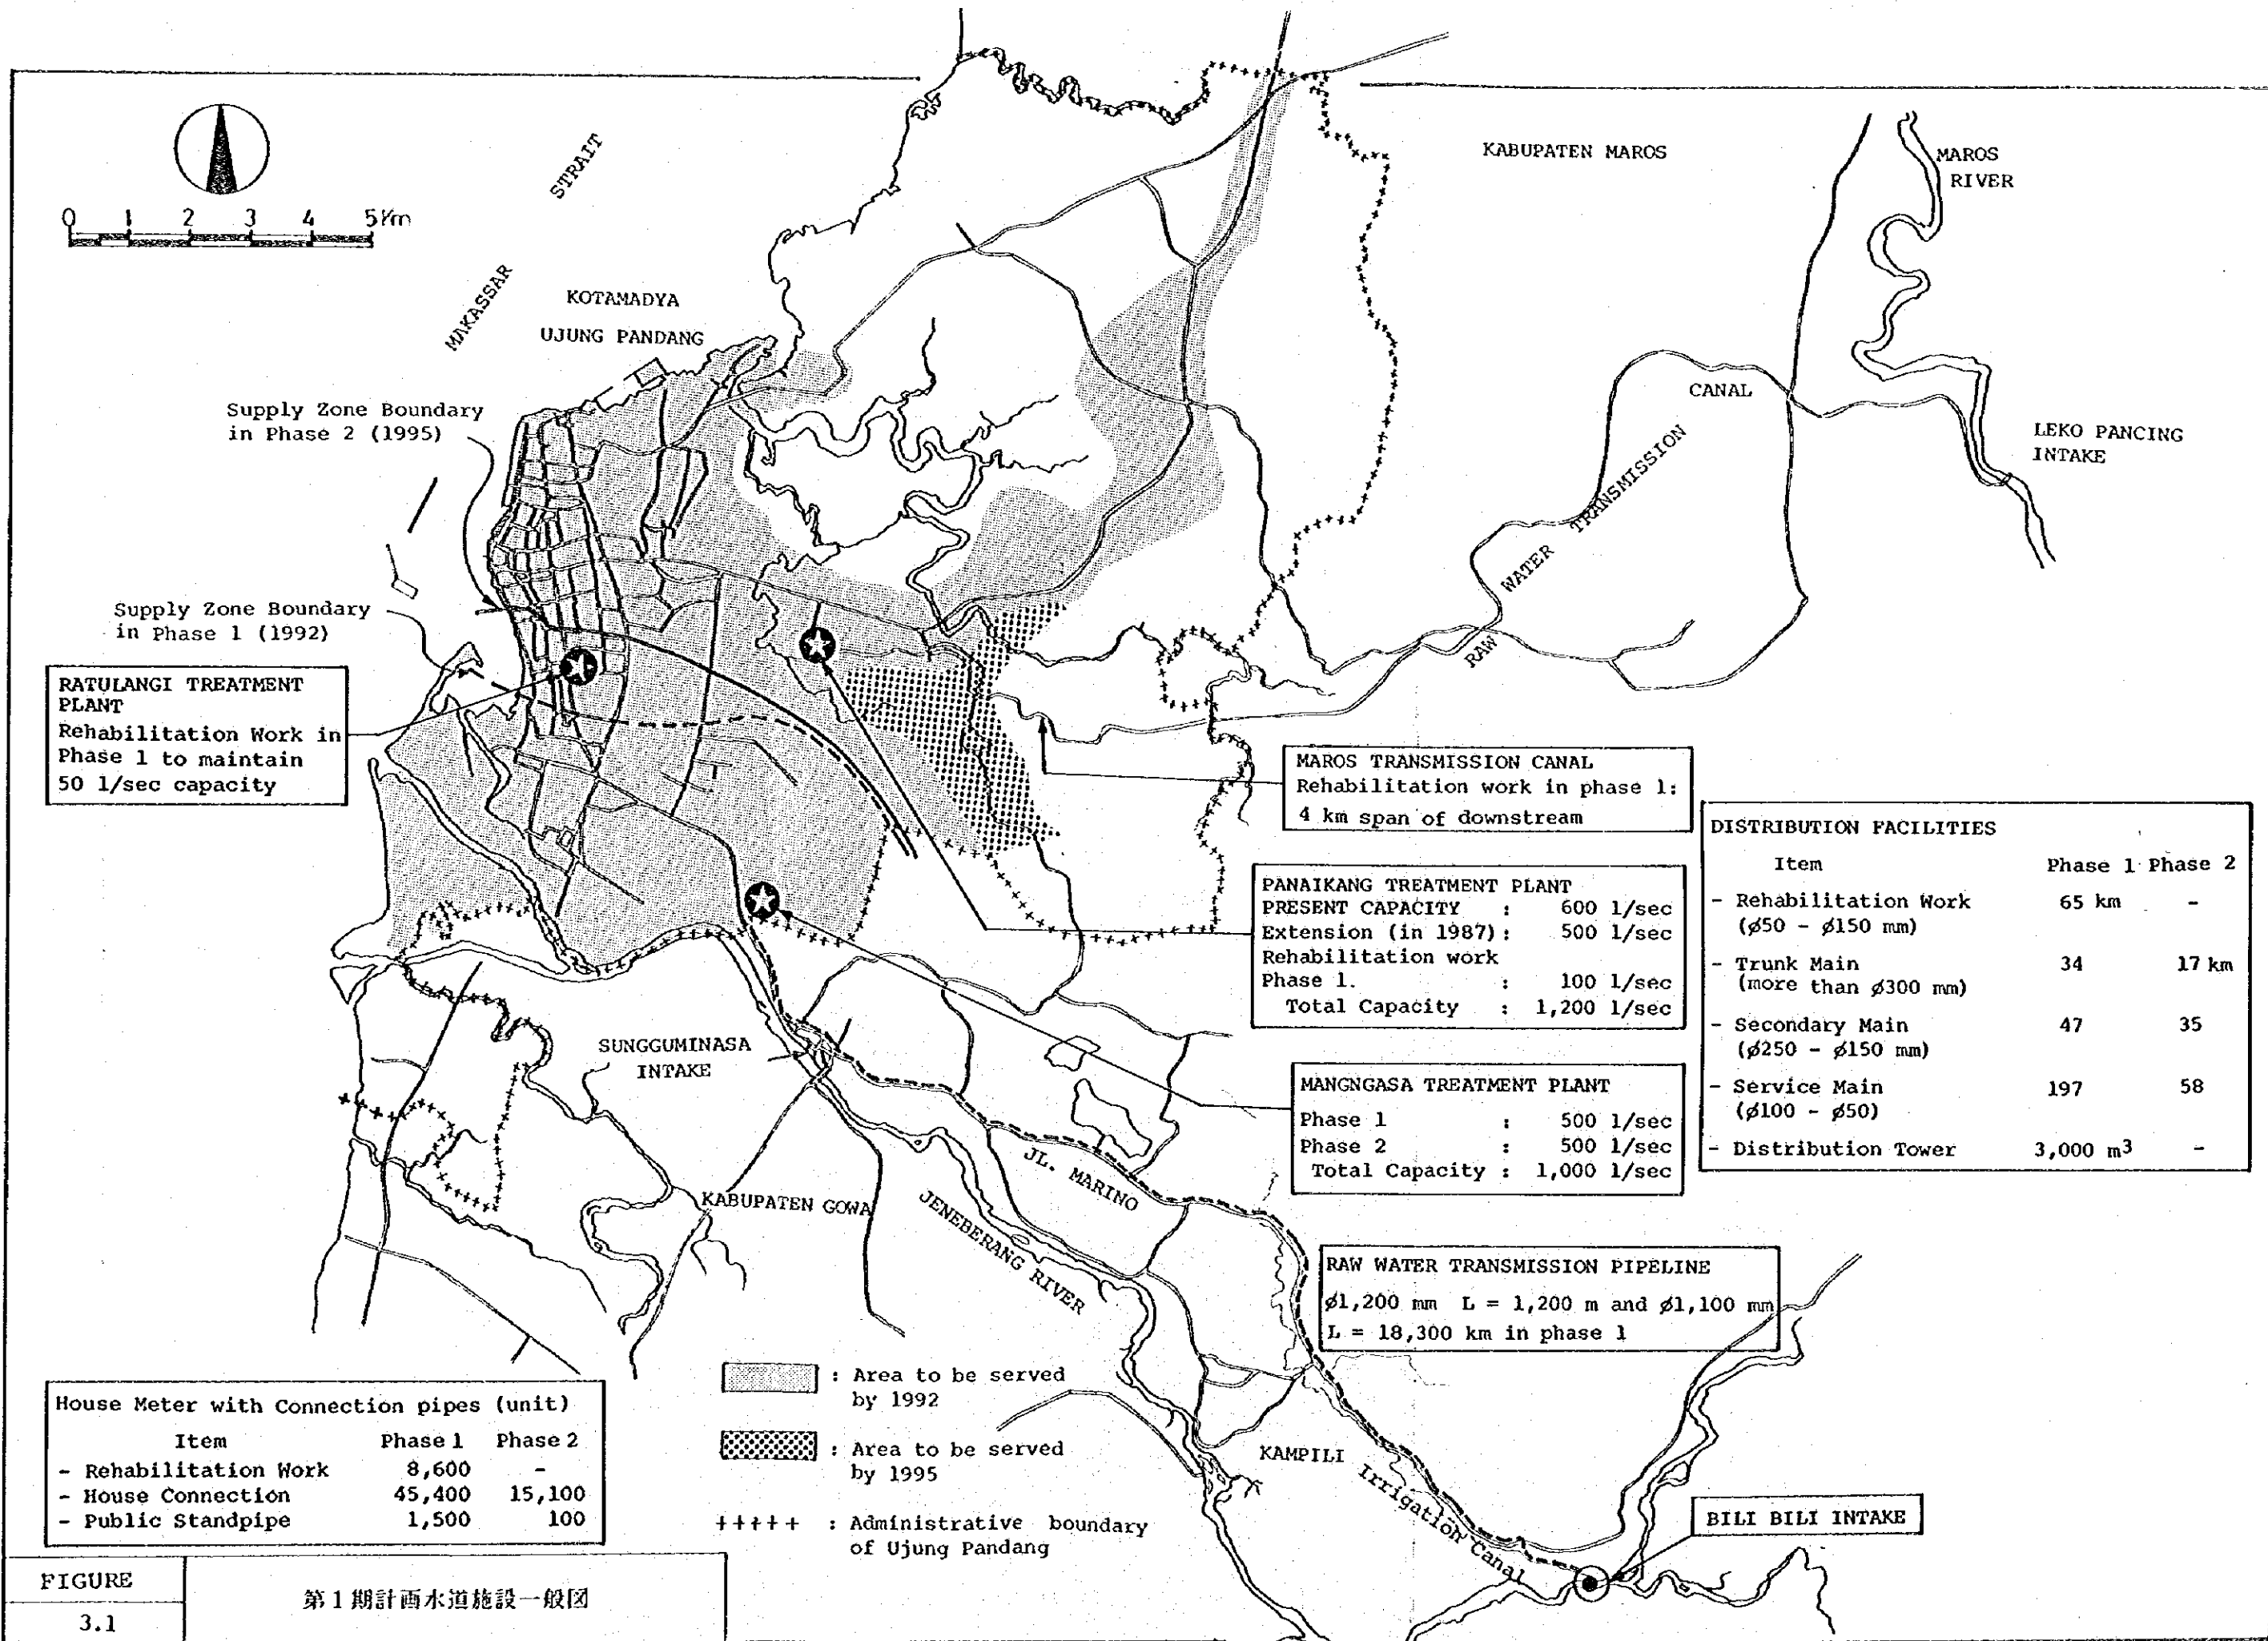 0 1 2 3 4 5Km
MAKASSAR STRAIT
KOTAMADYA
UJUNG PANDANG
KABUPATEN MAROS
MAROS
RIVER
Supply Zone Boundary
in Phase 2 (1995)
CANAL
LEKO PANCING
INTAKE
RAW WATER TRANSMISSION
Supply Zone Boundary
in Phase 1 (1992)
RATULANGI TREATMENT
PLANT
Rehabilitation Work in
Phase 1 to maintain
50 l/sec capacity
MAROS TRANSMISSION CANAL
Rehabilitation work in phase 1:
4 km span of downstream
PANAIKANG TREATMENT PLANT
PRESENT CAPACITY : 600 l/sec
Extension (in 1987): 500 l/sec
Rehabilitation work
Phase 1. : 100 l/sec
Total Capacity : 1,200 l/sec
DISTRIBUTION FACILITIES
Item Phase 1 Phase 2
- Rehabilitation Work 65 km -
(ø50 - ø150 mm)
- Trunk Main 34 17 km
(more than ø300 mm)
- Secondary Main 47 35
(ø250 - ø150 mm)
- Service Main 197 58
(ø100 - ø50)
- Distribution Tower 3,000 m³ -
MANGNGASA TREATMENT PLANT
Phase 1 : 500 l/sec
Phase 2 : 500 l/sec
Total Capacity : 1,000 l/sec
SUNGGUMINASA
INTAKE
JL. MARINO
KABUPATEN GOWA
JENEBERANG RIVER
RAW WATER TRANSMISSION PIPELINE
ø1,200 mm L = 1,200 m and ø1,100 mm
L = 18,300 km in phase 1
House Meter with Connection pipes (unit)
Item Phase 1 Phase 2
- Rehabilitation Work 8,600 -
- House Connection 45,400 15,100
- Public Standpipe 1,500 100
: Area to be served
by 1992
: Area to be served
by 1995
+++++ : Administrative boundary
of Ujung Pandang
KAMPILI Irrigation Canal
BILI BILI INTAKE
FIGURE
3.1
第1期計画水道施設一般図